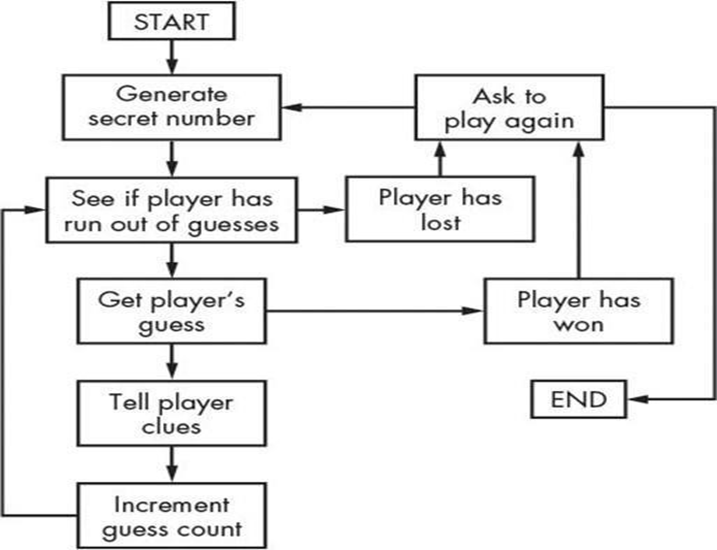 START
Generate
secret number
Ask to
play again
See if player has
run out of guesses
Player has
lost
Get player's
guess
Player has
won
Tell player
clues
END
Increment
guess count